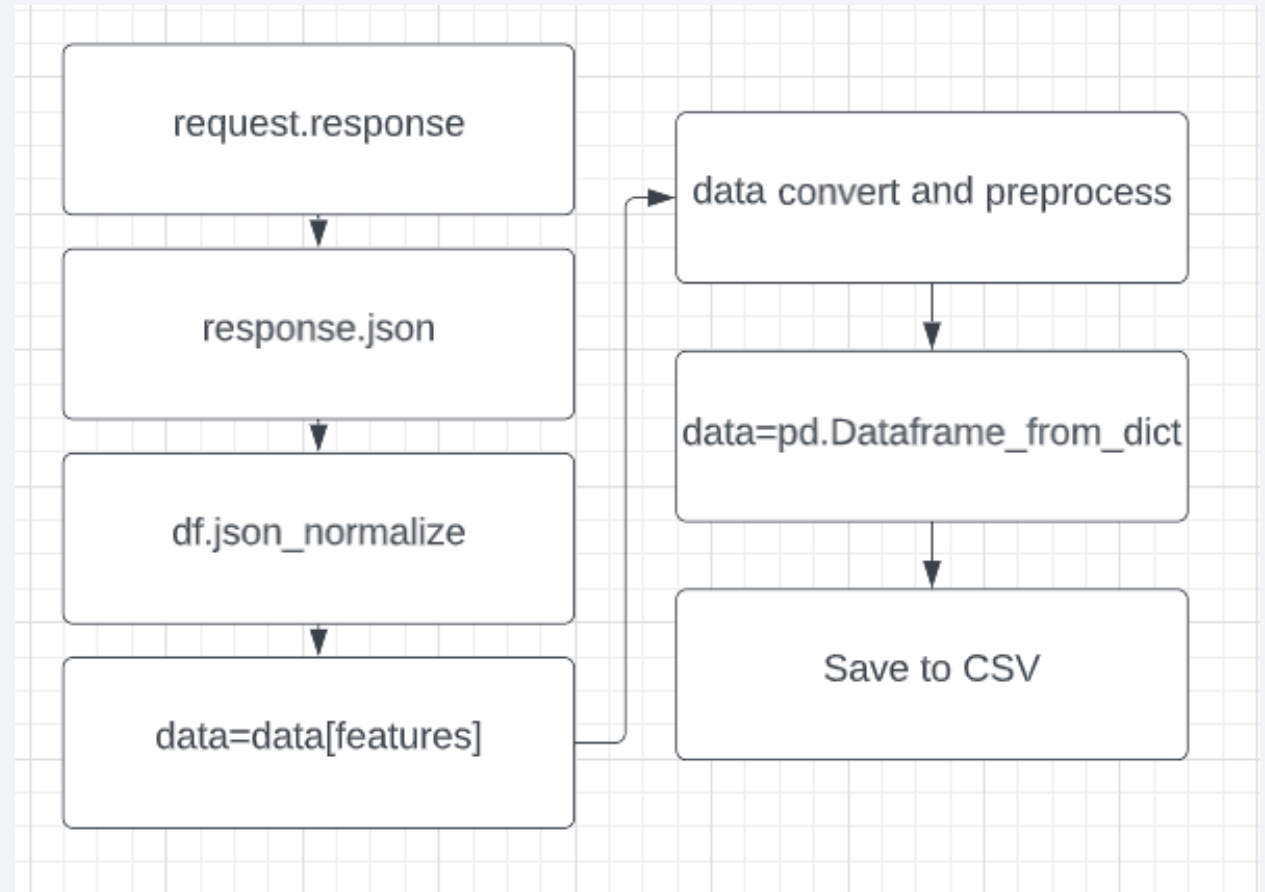 request.response
response.json
df.json_normalize
data=data[features]
data convert and preprocess
data=pd.Dataframe_from_dict
Save to CSV